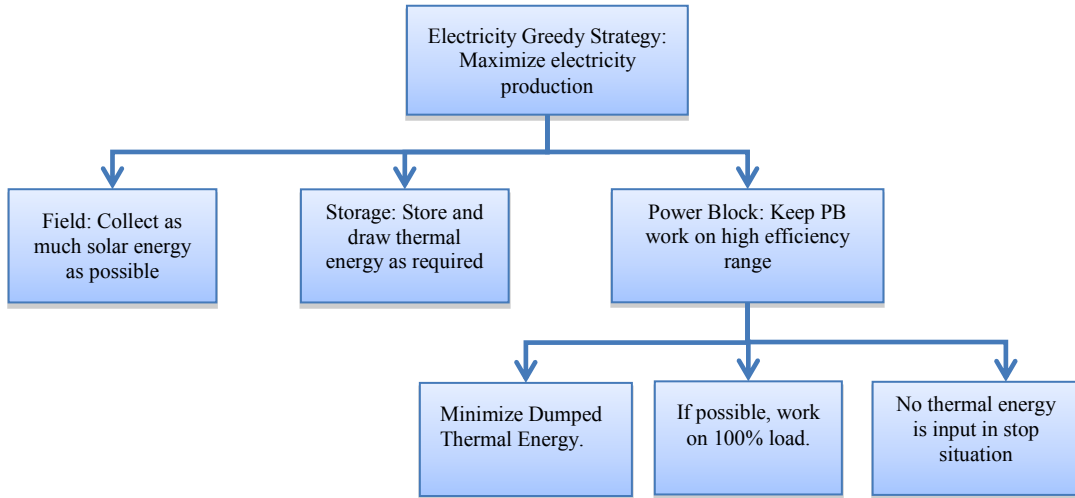 Electricity Greedy Strategy:
Maximize electricity
production
Field: Collect as
much solar energy
as possible
Storage: Store and
draw thermal
energy as required
Power Block: Keep PB
work on high efficiency
range
Minimize Dumped
Thermal Energy.
If possible, work
on 100% load.
No thermal energy
is input in stop
situation